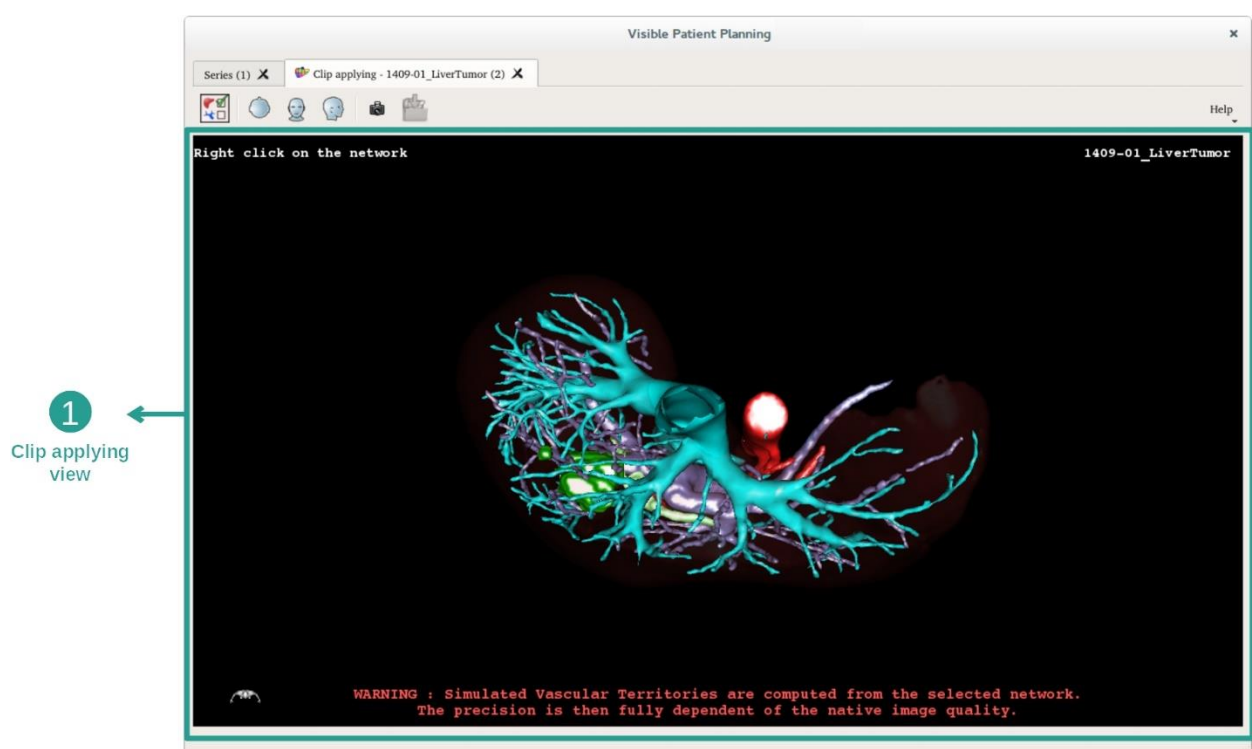 Visible Patient Planning
Series (1)
Clip applying - 1409-01_LiverTumor (2)
Help
Right click on the network
1409-01_LiverTumor
1
Clip applying
view
WARNING : Simulated Vascular Territories are computed from the selected network.
The precision is then fully dependent of the native image quality.